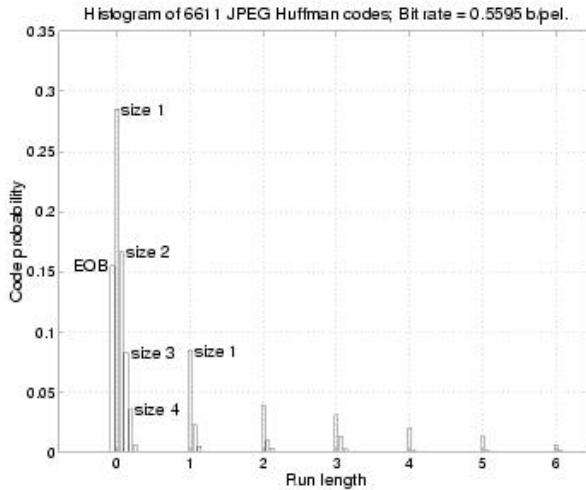 Histogram of 6611 JPEG Huffman codes; Bit rate = 0.5595 b/pel.
0.35
0.3
0.25
0.2
0.15
0.1
0.05
0
Code probability
size 1
size 2
EOB
size 3
size 1
size 4
0 1 2 3 4 5 6
Run length